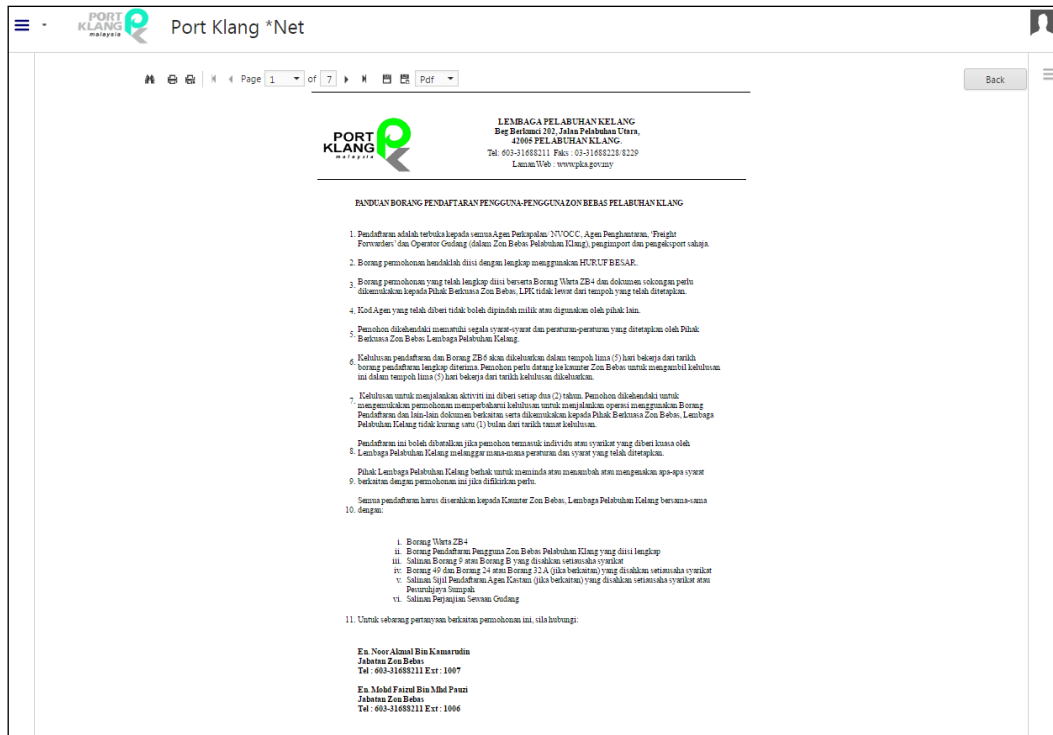 PORT
KLANG
malaysia
Port Klang *Net
Page 1 of 7 Pdf
Back
PORT
KLANG
malaysia
LEMBAGA PELABUHAN KELANG
Beg Berkunci 202, Jalan Pelabuhan Utara,
42005 PELABUHAN KLANG.
Tel: 603-31688211 Faks : 03-31688228/8229
Laman Web : www.pka.gov.my
PANDUAN BORANG PENDAFTARAN PENGGUNA-PENGGUNA ZON BEBAS PELABUHAN KLANG
1. Pendaftaran adalah terbuka kepada semua Agen Perkapalan/ NVOCC, Agen Penghantaran, 'Freight
Forwarders' dan Operator Gudang (dalam Zon Bebas Pelabuhan Klang), pengimport dan pengeksport sahaja.
2. Borang permohonan hendaklah diisi dengan lengkap menggunakan HURUF BESAR.
3. Borang permohonan yang telah lengkap diisi berserta Borang Warta ZB4 dan dokumen sokongan perlu
dikemukakan kepada Pihak Berkuasa Zon Bebas, LPK tidak lewat dari tempoh yang telah ditetapkan.
4. Kod Agen yang telah diberi tidak boleh dipindah milik atau digunakan oleh pihak lain.
5. Pemohon dikehendaki mematuhi segala syarat-syarat dan peraturan-peraturan yang ditetapkan oleh Pihak
Berkuasa Zon Bebas Lembaga Pelabuhan Kelang.
6. Kelulusan pendaftaran dan Borang ZB6 akan dikeluarkan dalam tempoh lima (5) hari bekerja dari tarikh
borang pendaftaran lengkap diterima. Pemohon perlu datang ke kaunter Zon Bebas untuk mengambil kelulusan
ini dalam tempoh lima (5) hari bekerja dari tarikh kelulusan dikeluarkan.
7. Kelulusan untuk menjalankan aktiviti ini diberi setiap dua (2) tahun. Pemohon dikehendaki untuk
mengemukakan permohonan memperbaharui kelulusan untuk menjalankan operasi menggunakan Borang
Pendaftaran dan lain-lain dokumen berkaitan serta dikemukakan kepada Pihak Berkuasa Zon Bebas, Lembaga
Pelabuhan Kelang tidak kurang satu (1) bulan dari tarikh tamat kelulusan.
Pendaftaran ini boleh dibatalkan jika pemohon termasuk individu atau syarikat yang diberi kuasa oleh
8. Lembaga Pelabuhan Kelang melanggar mana-mana peraturan dan syarat yang telah ditetapkan.
Pihak Lembaga Pelabuhan Kelang berhak untuk meminda atau menambah atau mengenakan apa-apa syarat
9. berkaitan dengan permohonan ini jika difikirkan perlu.
Semua pendaftaran harus diserahkan kepada Kaunter Zon Bebas, Lembaga Pelabuhan Kelang bersama-sama
10. dengan:
i. Borang Warta ZB4
ii. Borang Pendaftaran Pengguna Zon Bebas Pelabuhan Klang yang diisi lengkap
iii. Salinan Borang 9 atau Borang B yang disahkan setiausaha syarikat
iv. Borang 49 dan Borang 24 atau Borang 32A (jika berkaitan) yang disahkan setiausaha syarikat
v. Salinan Sijil Pendaftaran Agen Kastam (jika berkaitan) yang disahkan setiausaha syarikat atau
Pesuruhjaya Sumpah
vi. Salinan Perjanjian Sewaan Gudang
11. Untuk sebarang pertanyaan berkaitan permohonan ini, sila hubungi:
En. Noor Akmal Bin Kamarudin
Jabatan Zon Bebas
Tel : 603-31688211 Ext : 1007
En. Mohd Faizul Bin Mhd Pauzi
Jabatan Zon Bebas
Tel : 603-31688211 Ext : 1006